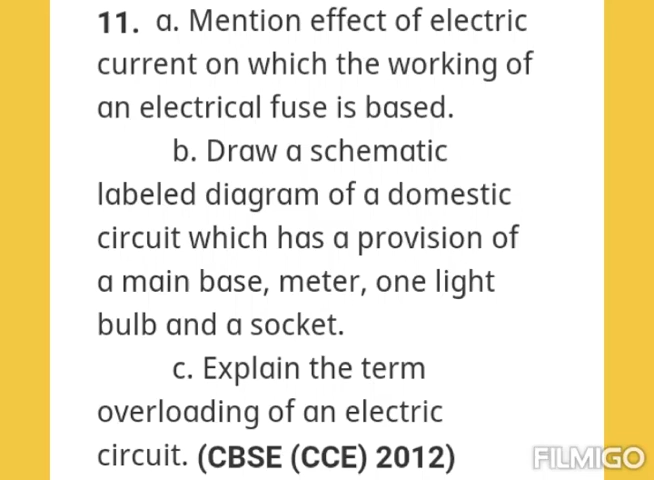 11. a. Mention effect of electric
current on which the working of
an electrical fuse is based.
b. Draw a schematic
labeled diagram of a domestic
circuit which has a provision of
a main base, meter, one light
bulb and a socket.
c. Explain the term
overloading of an electric
circuit. (CBSE (CCE) 2012)
FILMIGO